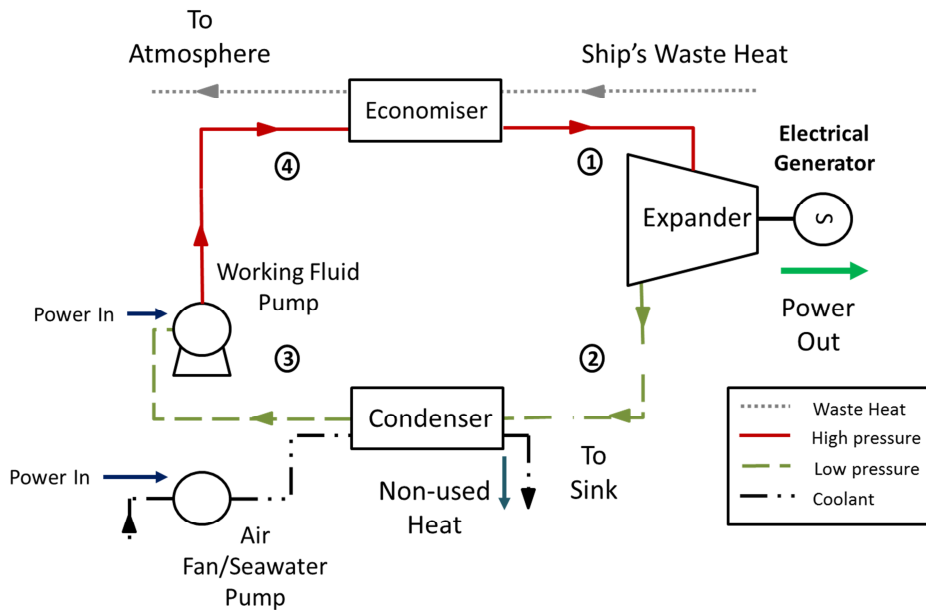 To
Atmosphere
Ship's Waste Heat
Economiser
④
①
Electrical
Generator
Expander
S
Working Fluid
Pump
Power In
Power
Out
③
②
Condenser
Waste Heat
High pressure
Low pressure
Coolant
Power In
Non-used
Heat
To
Sink
Air
Fan/Seawater
Pump